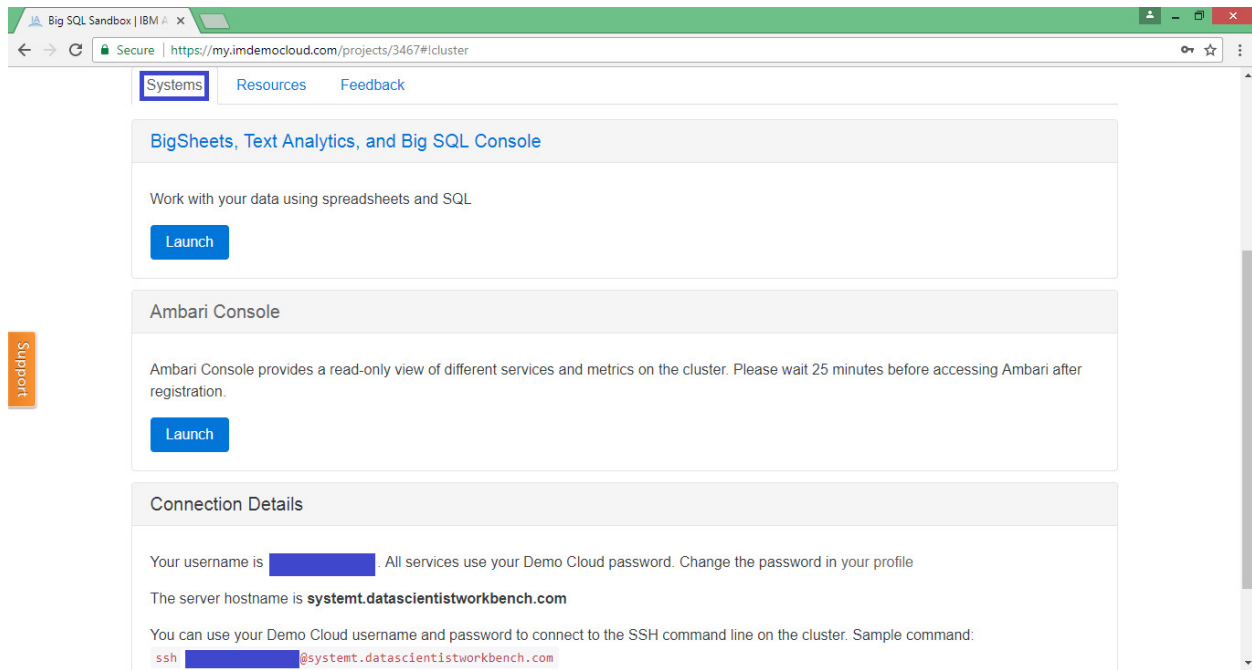 Big SQL Sandbox | IBM A
Secure | https://my.imdemocloud.com/projects/3467#!cluster
Systems Resources Feedback
BigSheets, Text Analytics, and Big SQL Console
Work with your data using spreadsheets and SQL
Launch
Ambari Console
Support
Ambari Console provides a read-only view of different services and metrics on the cluster. Please wait 25 minutes before accessing Ambari after
registration.
Launch
Connection Details
Your username is . All services use your Demo Cloud password. Change the password in your profile
The server hostname is systemt.datascientistworkbench.com
You can use your Demo Cloud username and password to connect to the SSH command line on the cluster. Sample command:
ssh @systemt.datascientistworkbench.com